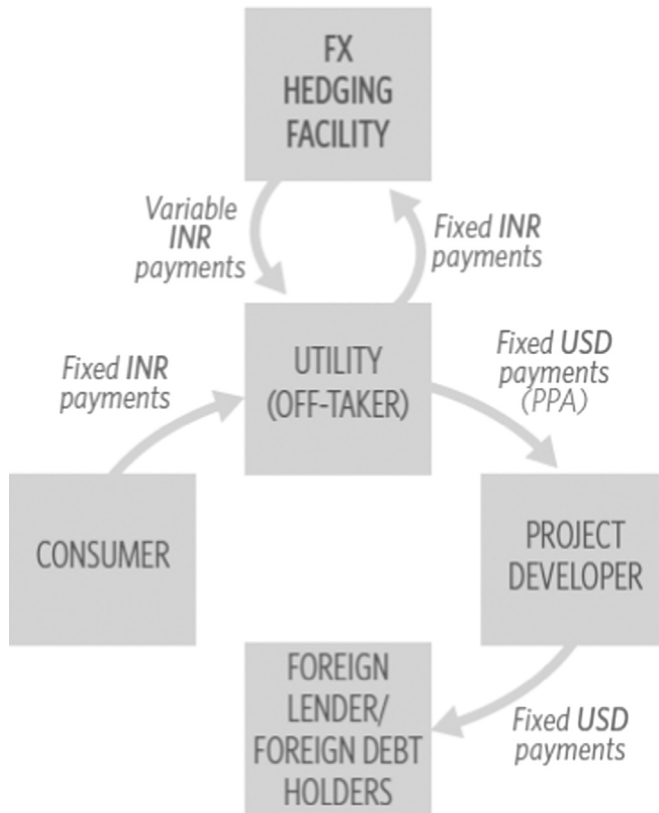 FX
HEDGING
FACILITY
Variable
INR
payments
Fixed INR
payments
Fixed INR
payments
UTILITY
(OFF-TAKER)
Fixed USD
payments
(PPA)
CONSUMER
PROJECT
DEVELOPER
FOREIGN
LENDER/
FOREIGN DEBT
HOLDERS
Fixed USD
payments